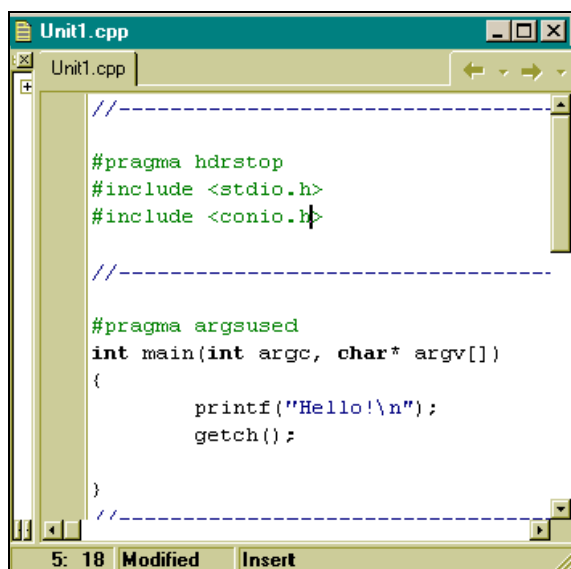 Unit1.cpp
Unit1.cpp
//----------------------------------
#pragma hdrstop
#include <stdio.h>
#include <conio.h>
//----------------------------------
#pragma argsused
int main(int argc, char* argv[])
{
        printf("Hello!\n");
        getch();
}
//----------------------------------
5: 18 Modified Insert